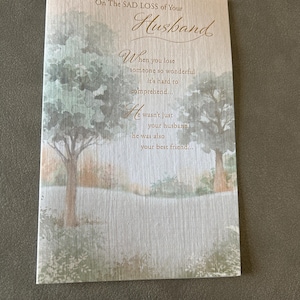 On The SAD LOSS of Your
Husband
When you lose
someone so wonderful
it's hard to
comprehend...
He wasn't just
your husband
he was also
your best friend...